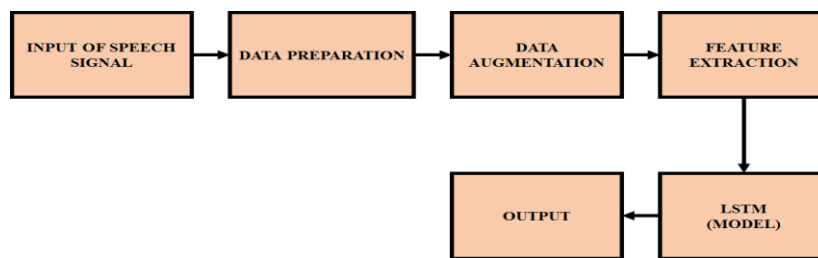 INPUT OF SPEECH
SIGNAL
DATA PREPARATION
DATA
AUGMENTATION
FEATURE
EXTRACTION
LSTM
(MODEL)
OUTPUT